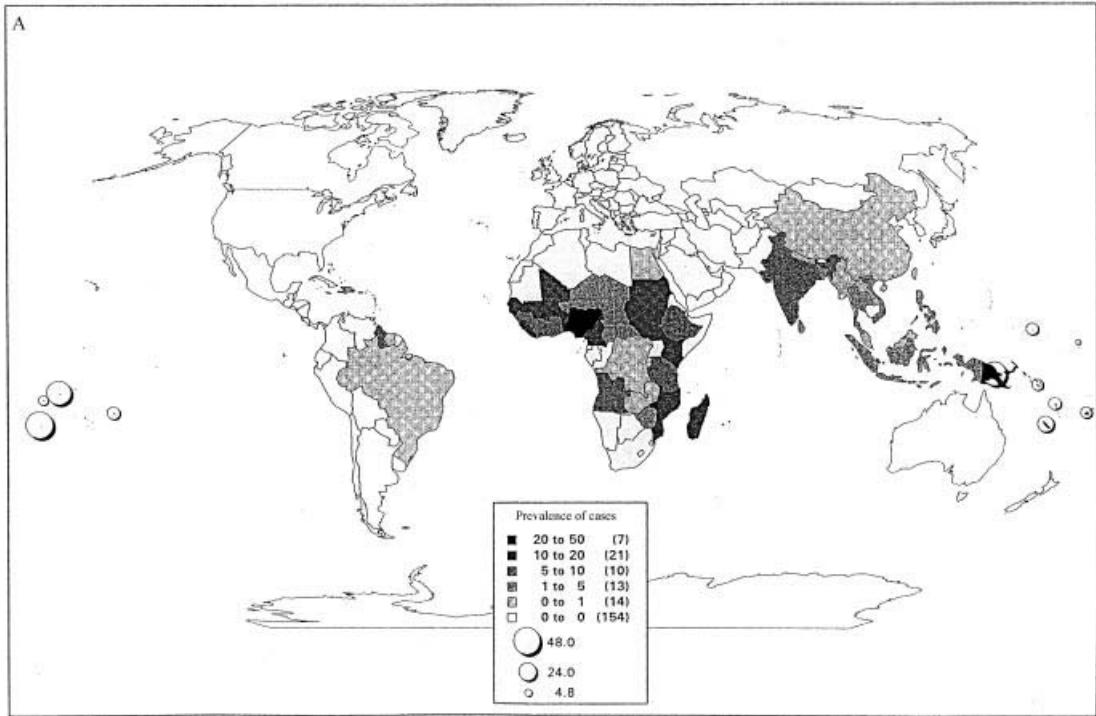 A
Prevalence of cases
20 to 50 (7)
10 to 20 (21)
5 to 10 (10)
1 to 5 (13)
0 to 1 (14)
0 to 0 (154)
48.0
24.0
4.8